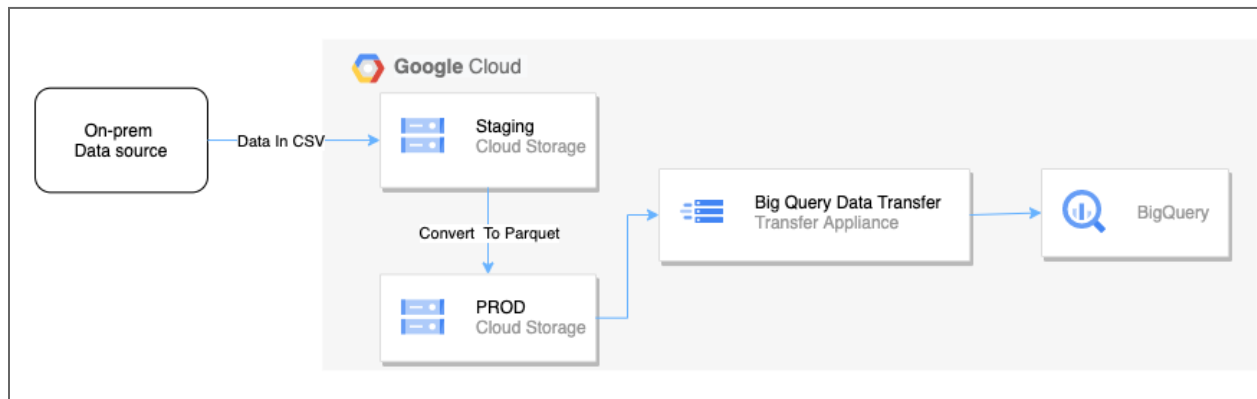 Google Cloud
On-prem
Data source
Data In CSV
Staging
Cloud Storage
Convert To Parquet
PROD
Cloud Storage
Big Query Data Transfer
Transfer Appliance
BigQuery